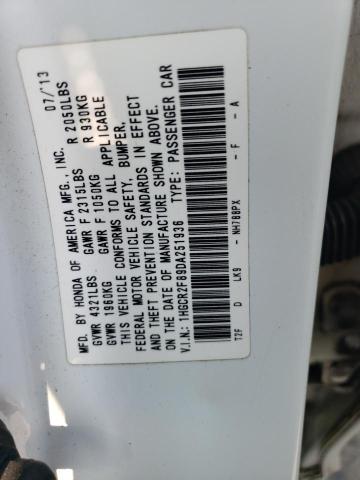 MFD. BY HONDA OF AMERICA MFG., INC. 07/13
GVWR 4321LBS GAWR F 2315LBS R 2050LBS
GVWR 1960KG GAWR F 1050KG R 930KG
THIS VEHICLE CONFORMS TO ALL APPLICABLE
FEDERAL MOTOR VEHICLE SAFETY, BUMPER,
THEFT PREVENTION STANDARDS IN EFFECT
ON THE DATE OF MANUFACTURE SHOWN ABOVE.
V.I.N.: 1HGCR2F89DA251936 TYPE: PASSENGER CAR
T2F D LK9 - NH788PX - F - A